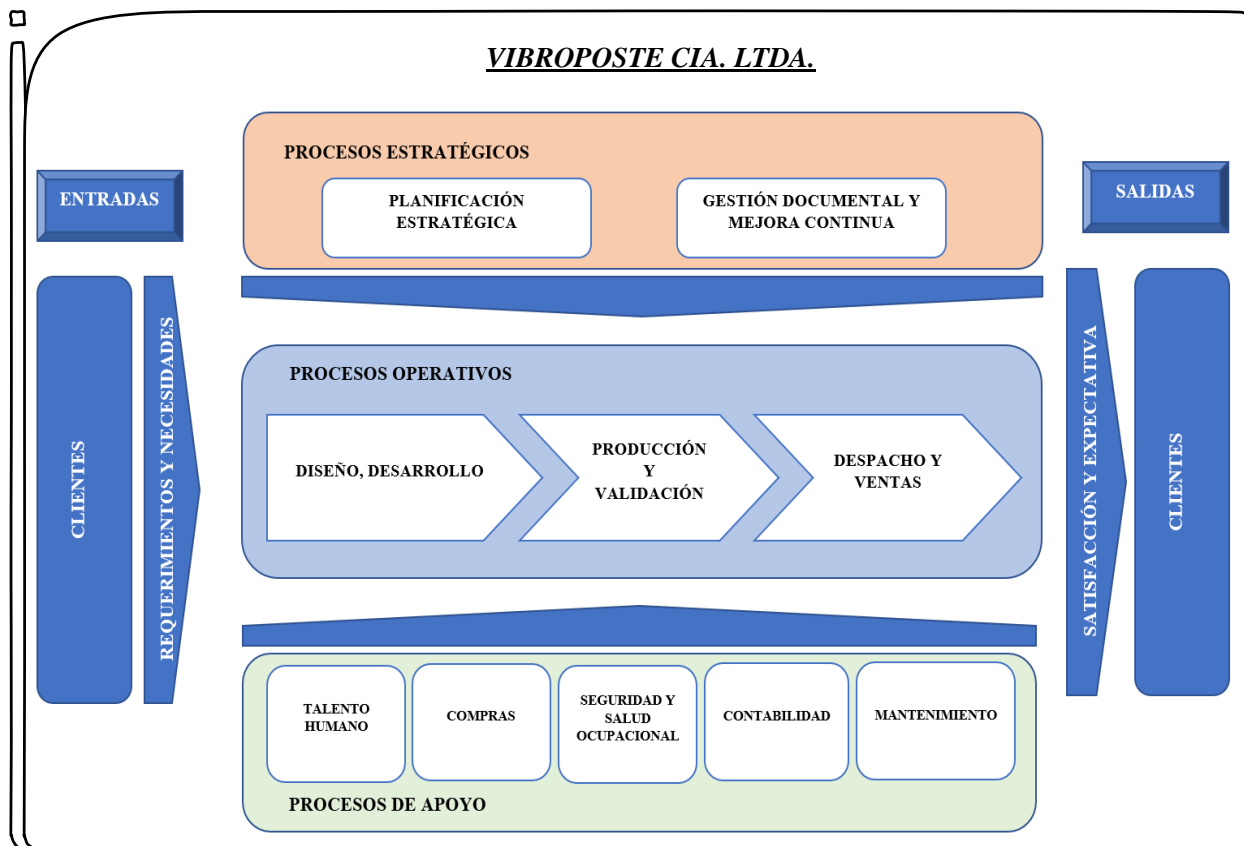 VIBROPOSTE CIA. LTDA.
PROCESOS ESTRATÉGICOS
PLANIFICACIÓN
ESTRATÉGICA
GESTIÓN DOCUMENTAL Y
MEJORA CONTINUA
ENTRADAS
SALIDAS
CLIENTES
REQUERIMIENTOS Y NECESIDADES
PROCESOS OPERATIVOS
DISEÑO, DESARROLLO
PRODUCCIÓN
Y
VALIDACIÓN
DESPACHO Y
VENTAS
SATISFACCIÓN Y EXPECTATIVA
CLIENTES
TALENTO
HUMANO
COMPRAS
SEGURIDAD Y
SALUD
OCUPACIONAL
CONTABILIDAD
MANTENIMIENTO
PROCESOS DE APOYO